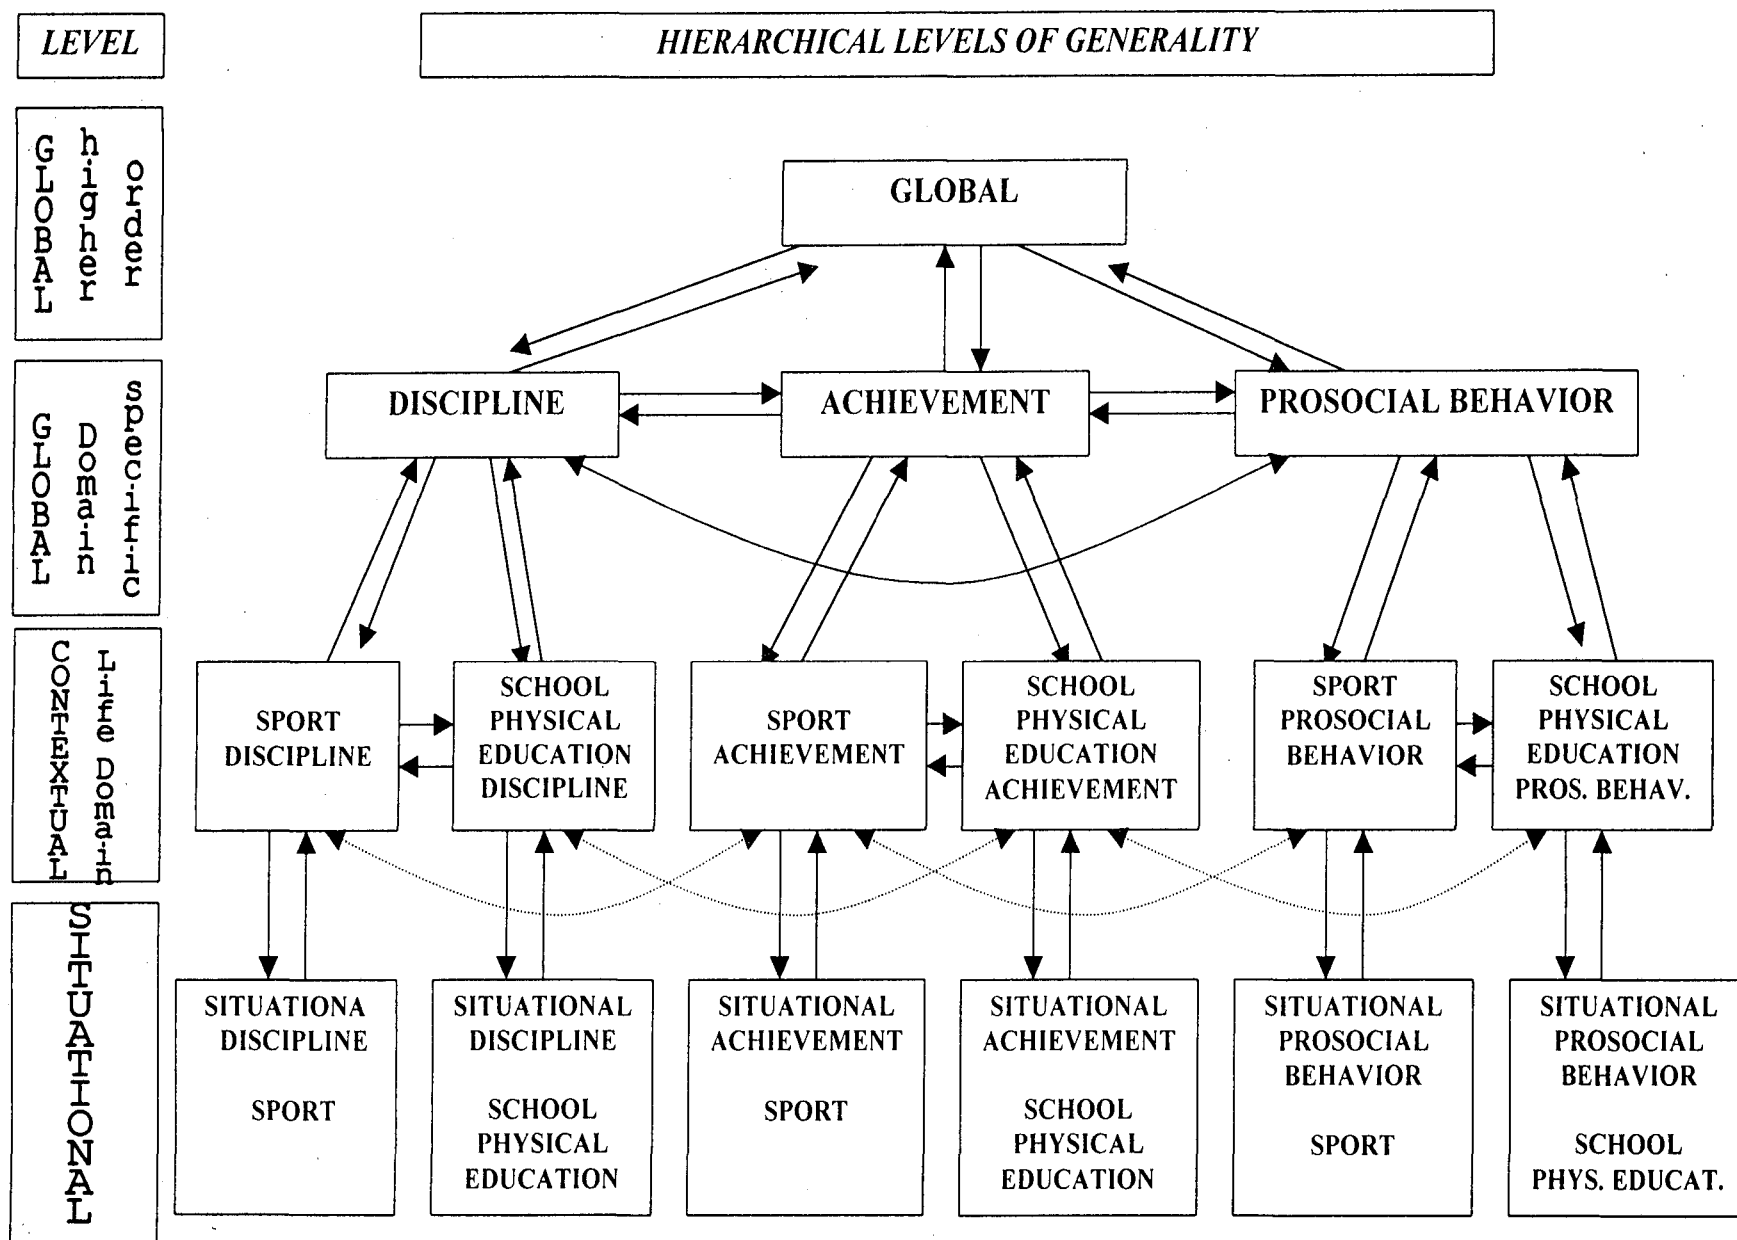 LEVEL
HIERARCHICAL LEVELS OF GENERALITY
GLOBAL
higher
order
GLOBAL
GLOBAL
Domain
specific
DISCIPLINE
ACHIEVEMENT
PROSOCIAL BEHAVIOR
CONTEXTUAL
Life Domain
SPORT
DISCIPLINE
SCHOOL
PHYSICAL
EDUCATION
DISCIPLINE
SPORT
ACHIEVEMENT
SCHOOL
PHYSICAL
EDUCATION
ACHIEVEMENT
SPORT
PROSOCIAL
BEHAVIOR
SCHOOL
PHYSICAL
EDUCATION
PROS. BEHAV.
SITUATIONAL
SITUATIONA
DISCIPLINE
SPORT
SITUATIONAL
DISCIPLINE
SCHOOL
PHYSICAL
EDUCATION
SITUATIONAL
ACHIEVEMENT
SPORT
SITUATIONAL
ACHIEVEMENT
SCHOOL
PHYSICAL
EDUCATION
SITUATIONAL
PROSOCIAL
BEHAVIOR
SPORT
SITUATIONAL
PROSOCIAL
BEHAVIOR
SCHOOL
PHYS. EDUCAT.